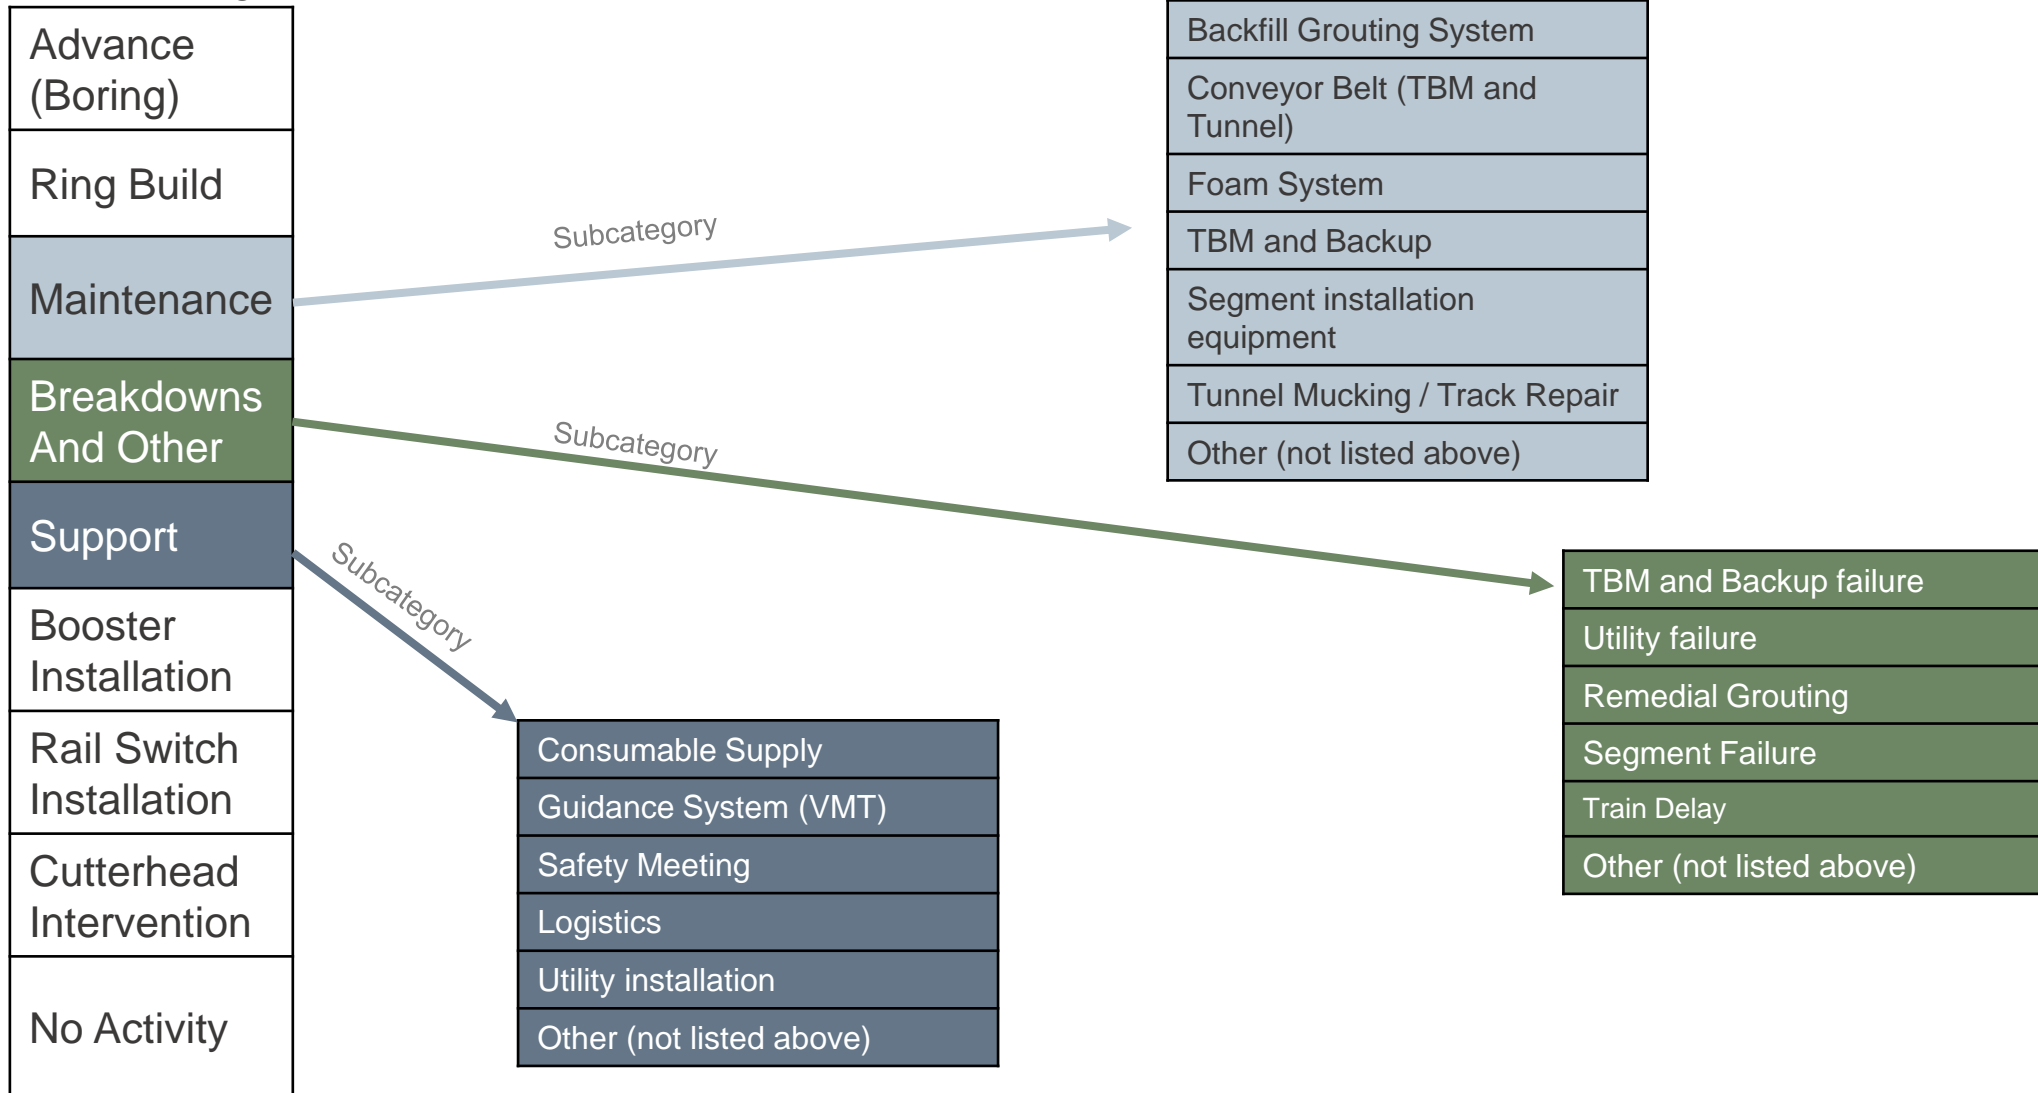 Advance
(Boring)
Ring Build
Maintenance
Breakdowns
And Other
Support
Booster
Installation
Rail Switch
Installation
Cutterhead
Intervention
No Activity
Subcategory
Subcategory
Subcategory
Backfill Grouting System
Conveyor Belt (TBM and
Tunnel)
Foam System
TBM and Backup
Segment installation
equipment
Tunnel Mucking / Track Repair
Other (not listed above)
TBM and Backup failure
Utility failure
Remedial Grouting
Segment Failure
Train Delay
Other (not listed above)
Consumable Supply
Guidance System (VMT)
Safety Meeting
Logistics
Utility installation
Other (not listed above)